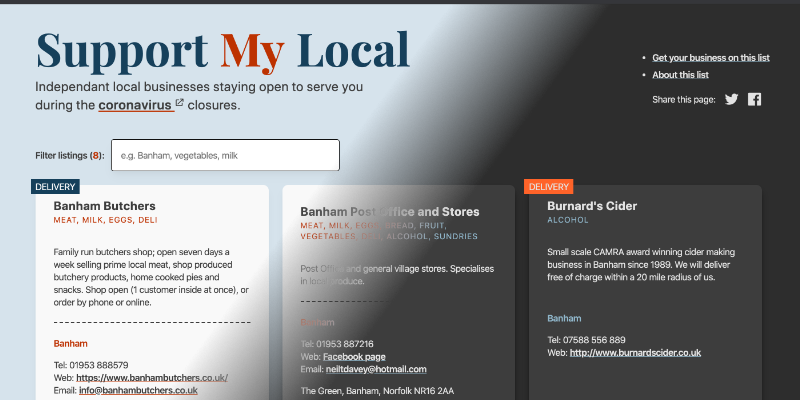 Support My Local
Independant local businesses staying open to serve you
during the coronavirus closures.
Get your business on this list
About this list
Share this page:
Filter listings (8):
e.g. Banham, vegetables, milk
DELIVERY
Banham Butchers
MEAT, MILK, EGGS, DELI
Family run butchers shop; open seven days a
week selling prime local meat, shop produced
butchery products, home cooked pies and
snacks. Shop open (1 customer inside at once), or
order by phone or online.
Banham
Tel: 01953 888579
Web: https://www.banhambutchers.co.uk/
Email: info@banhambutchers.co.uk
Banham Post Office and Stores
MEAT, MILK, EGGS, BREAD, FRUIT,
VEGETABLES, DELI, ALCOHOL, SUNDRIES
Post Office and general village stores. Specialises
in local produce.
Banham
Tel: 01953 887216
Web: Facebook page
Email: neiltdavey@hotmail.com
The Green, Banham, Norfolk NR16 2AA
DELIVERY
Burnard's Cider
ALCOHOL
Small scale CAMRA award winning cider making
business in Banham since 1989. We will deliver
free of charge within a 20 mile radius of us.
Banham
Tel: 07588 556 889
Web: http://www.burnardscider.co.uk